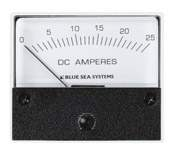 0 5 10 15 20 25
DC AMPERES
BLUE SEA SYSTEMS